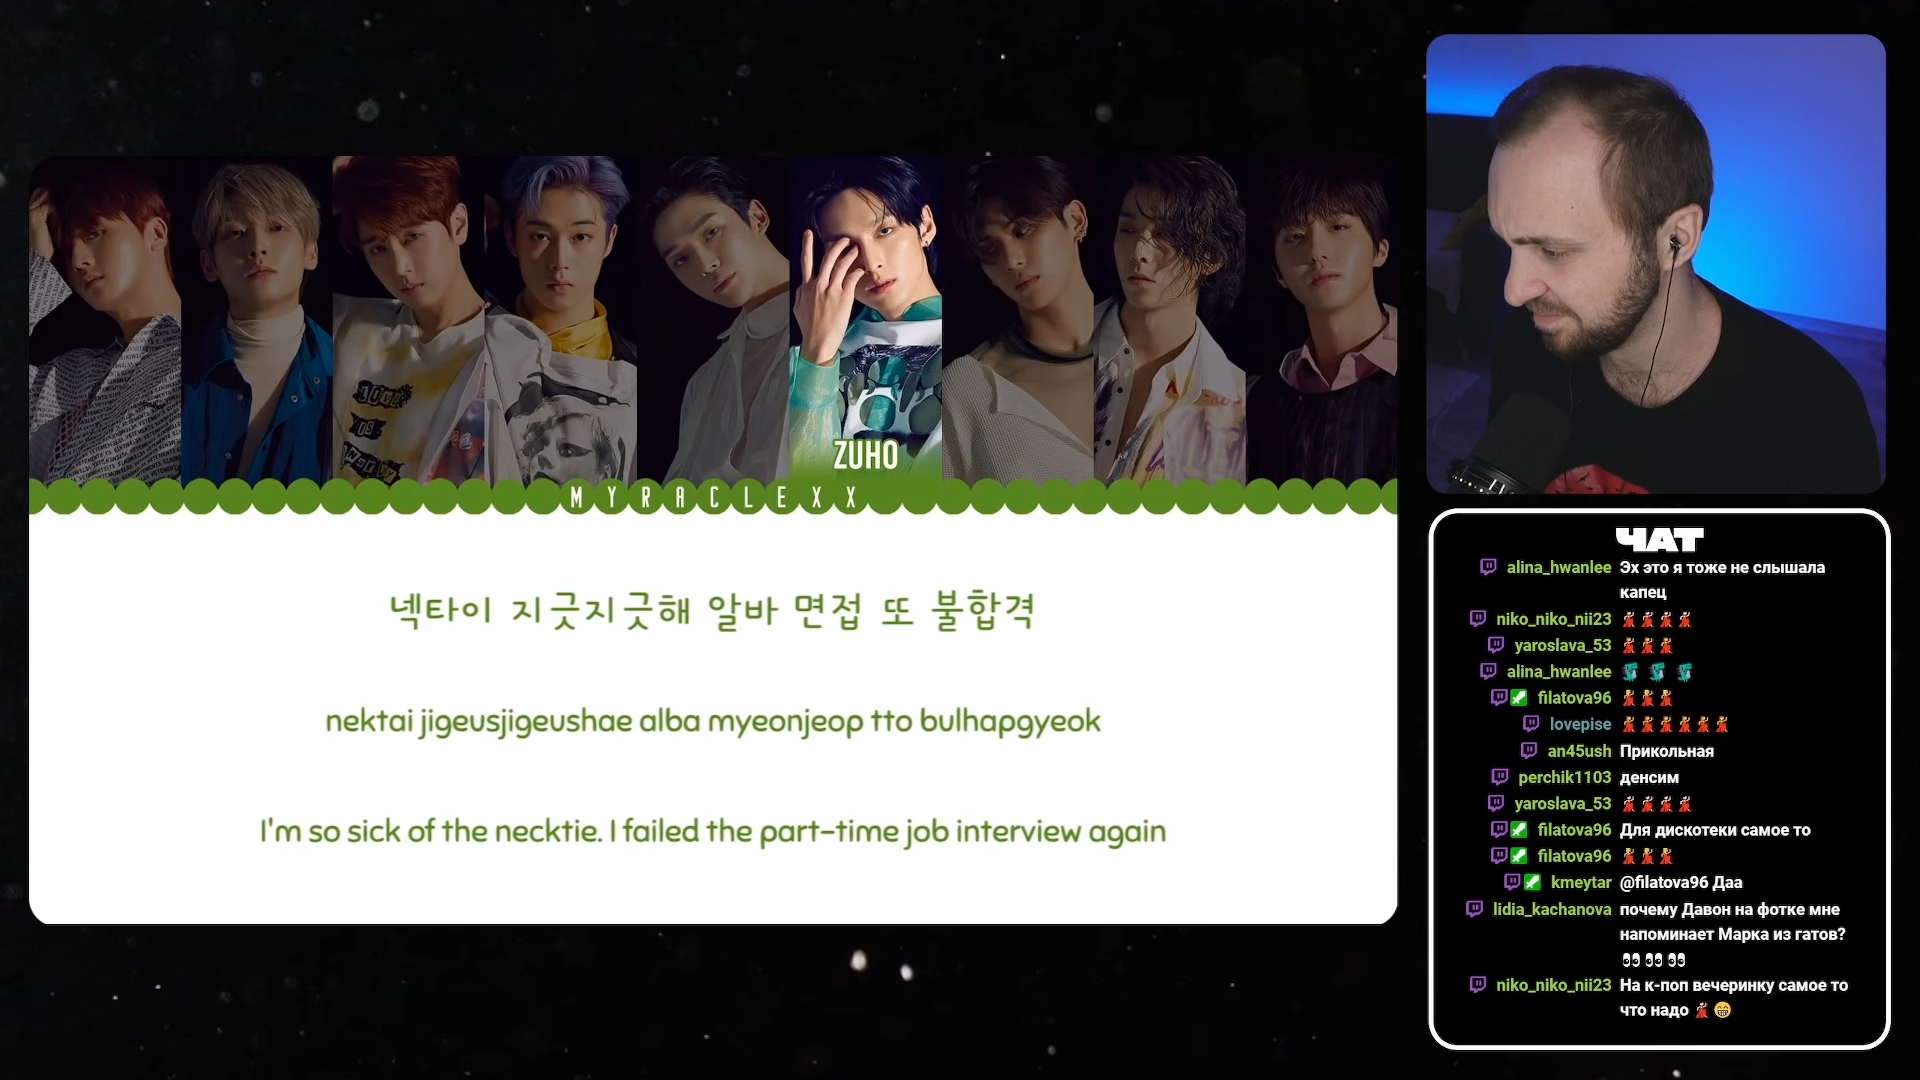 ZUHO
MYRACLEXX
넥타이 지긋지긋해 알바 면접 또 불합격
nektai jigeusjigeushae alba myeonjeop tto bulhapgyeok
I'm so sick of the necktie. I failed the part-time job interview again
ЧАТ
alina_hwanlee Эх это я тоже не слышала
капец
niko_niko_nii23 💃💃💃💃
yaroslava_53 💃💃💃
alina_hwanlee
filatova96 💃💃💃
lovepise 💃💃💃💃💃💃
an45ush Прикольная
perchik1103 денсим
yaroslava_53 💃💃💃💃
filatova96 Для дискотеки самое то
filatova96 💃💃💃
kmeytar @filatova96 Даа
lidia_kachanova почему Давон на фотке мне
напоминает Марка из гатов?
👀👀👀
niko_niko_nii23 На к-поп вечеринку самое то
что надо 💃😁